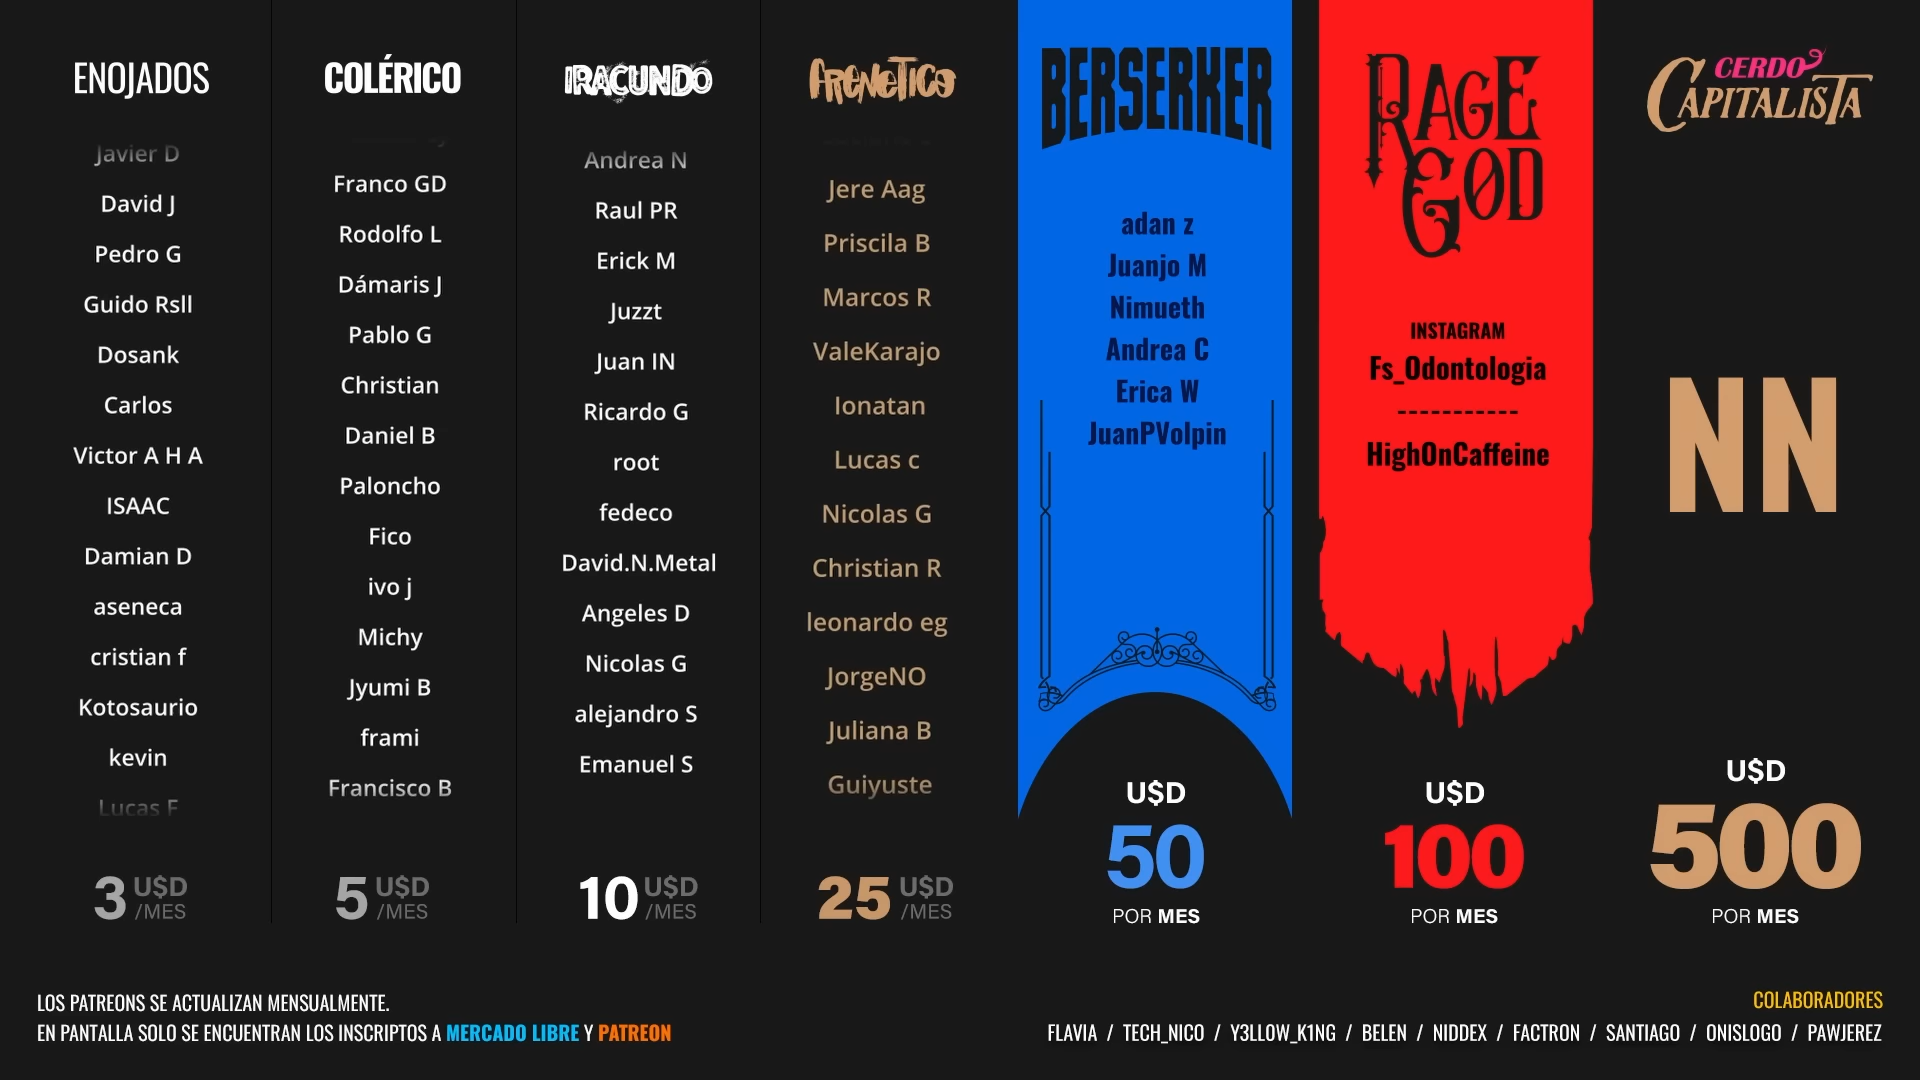 ENOJADOS
Javier D
David J
Pedro G
Guido Rsll
Dosank
Carlos
Victor A H A
ISAAC
Damian D
aseneca
cristian f
Kotosaurio
kevin
Lucas F
3 U$D
/MES
COLÉRICO
Franco GD
Rodolfo L
Dámaris J
Pablo G
Christian
Daniel B
Paloncho
Fico
ivo j
Michy
Jyumi B
frami
Francisco B
5 U$D
/MES
IRACUNDO
Andrea N
Raul PR
Erick M
Juzzt
Juan IN
Ricardo G
root
fedeco
David.N.Metal
Angeles D
Nicolas G
alejandro S
Emanuel S
10 U$D
/MES
FRENETICO
Jere Aag
Priscila B
Marcos R
ValeKarajo
Ionatan
Lucas c
Nicolas G
Christian R
leonardo eg
JorgeNO
Juliana B
Guiyuste
25 U$D
/MES
BERSERKER
adan z
Juanjo M
Nimueth
Andrea C
Erica W
JuanPVolpin
U$D
50
POR MES
RAGE
GOD
INSTAGRAM
Fs_Odontologia
-----------
HighOnCaffeine
U$D
100
POR MES
CERDO
CAPITALISTA
NN
U$D
500
POR MES
LOS PATREONS SE ACTUALIZAN MENSUALMENTE.
EN PANTALLA SOLO SE ENCUENTRAN LOS INSCRIPTOS A MERCADO LIBRE Y PATREON
COLABORADORES
FLAVIA / TECH_NICO / Y3LLOW_K1NG / BELEN / NIDDEX / FACTRON / SANTIAGO / ONISLOGO / PAWJEREZ